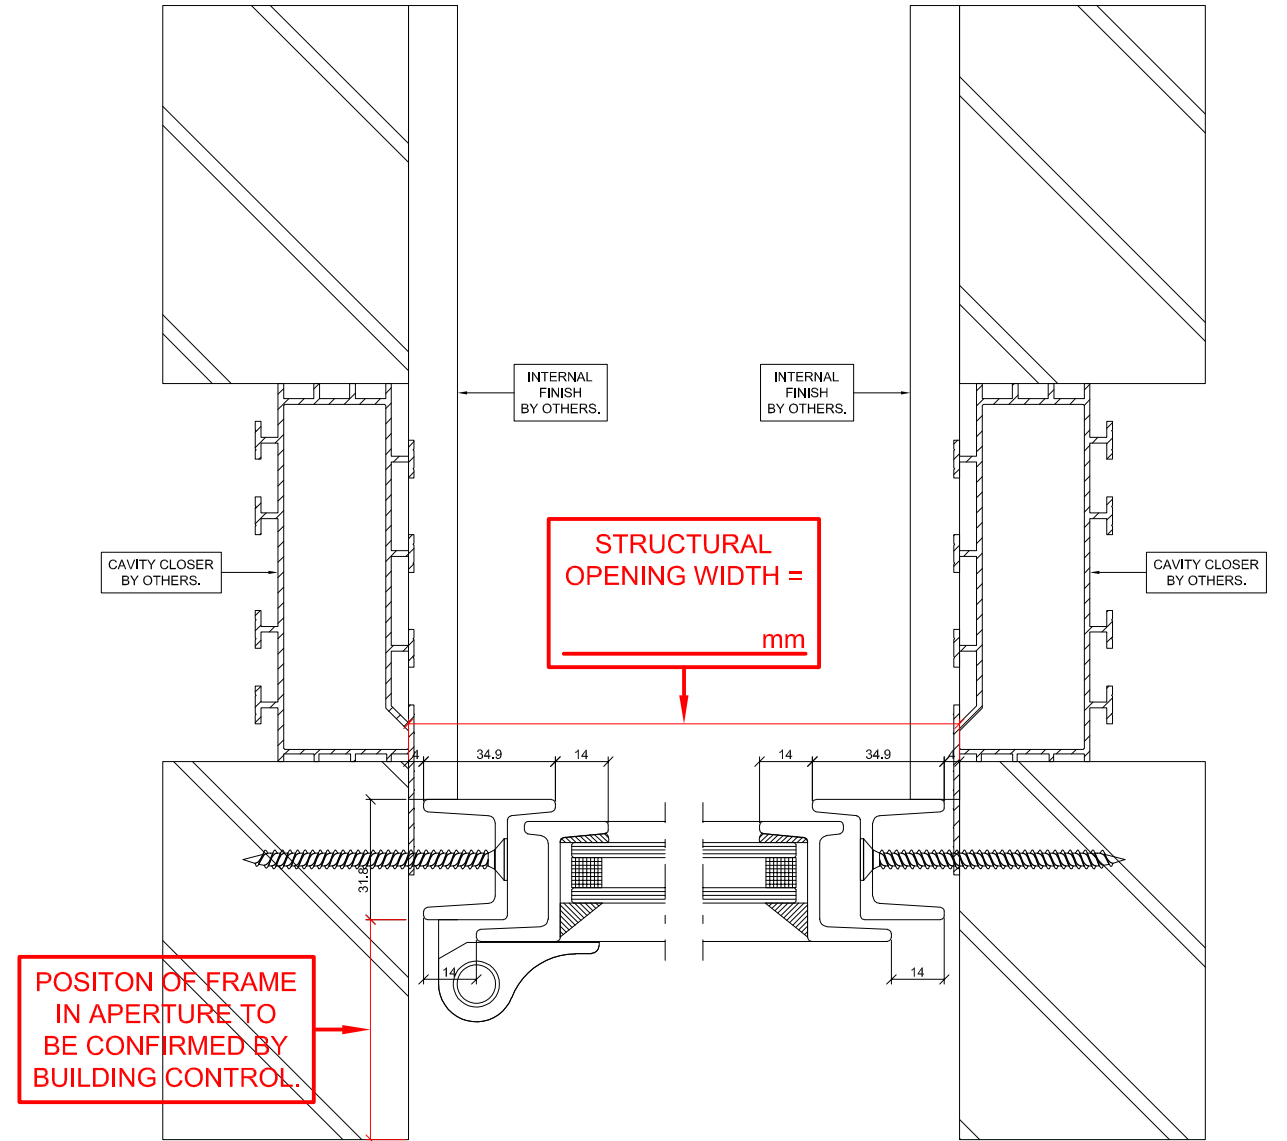 INTERNAL
FINISH
BY OTHERS.
INTERNAL
FINISH
BY OTHERS.
STRUCTURAL
OPENING WIDTH =
mm
CAVITY CLOSER
BY OTHERS.
CAVITY CLOSER
BY OTHERS.
4 34.9 14
14 34.9 4
31.8
14
14
POSITON OF FRAME
IN APERTURE TO
BE CONFIRMED BY
BUILDING CONTROL.